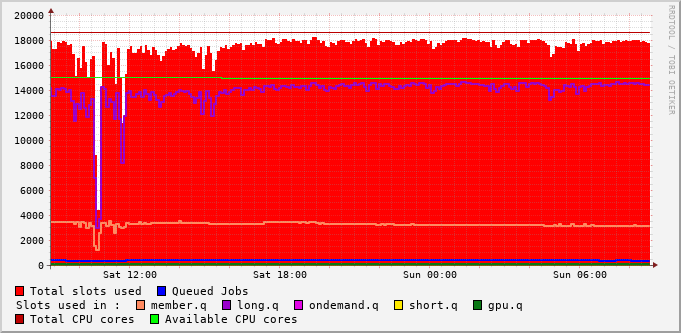 20000
18000
16000
14000
12000
10000
8000
6000
4000
2000
0
Sat 12:00 Sat 18:00 Sun 00:00 Sun 06:00
Total slots used Queued Jobs
Slots used in : member.q long.q ondemand.q short.q gpu.q
Total CPU cores Available CPU cores
RRDTOOL / TOBI OETIKER